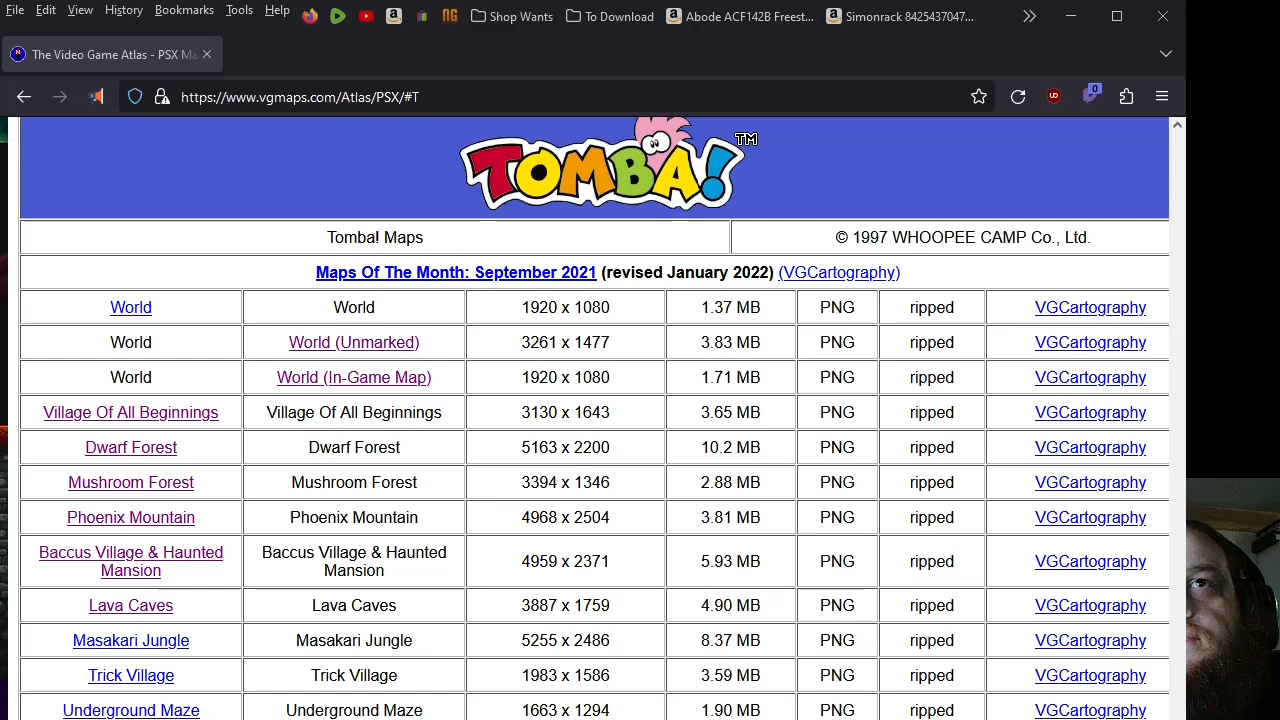 File Edit View History Bookmarks Tools Help NG Shop Wants To Download Abode ACF142B Freest... Simonrack 8425437047...
The Video Game Atlas - PSX Ma
https://www.vgmaps.com/Atlas/PSX/#T UD 0
TOMBA! TM
Tomba! Maps © 1997 WHOOPEE CAMP Co., Ltd.
Maps Of The Month: September 2021 (revised January 2022) (VGCartography)
World World 1920 x 1080 1.37 MB PNG ripped VGCartography
World World (Unmarked) 3261 x 1477 3.83 MB PNG ripped VGCartography
World World (In-Game Map) 1920 x 1080 1.71 MB PNG ripped VGCartography
Village Of All Beginnings Village Of All Beginnings 3130 x 1643 3.65 MB PNG ripped VGCartography
Dwarf Forest Dwarf Forest 5163 x 2200 10.2 MB PNG ripped VGCartography
Mushroom Forest Mushroom Forest 3394 x 1346 2.88 MB PNG ripped VGCartography
Phoenix Mountain Phoenix Mountain 4968 x 2504 3.81 MB PNG ripped VGCartography
Baccus Village & Haunted Baccus Village & Haunted
Mansion Mansion 4959 x 2371 5.93 MB PNG ripped VGCartography
Lava Caves Lava Caves 3887 x 1759 4.90 MB PNG ripped VGCartography
Masakari Jungle Masakari Jungle 5255 x 2486 8.37 MB PNG ripped VGCartography
Trick Village Trick Village 1983 x 1586 3.59 MB PNG ripped VGCartography
Underground Maze Underground Maze 1663 x 1294 1.90 MB PNG ripped VGCartography